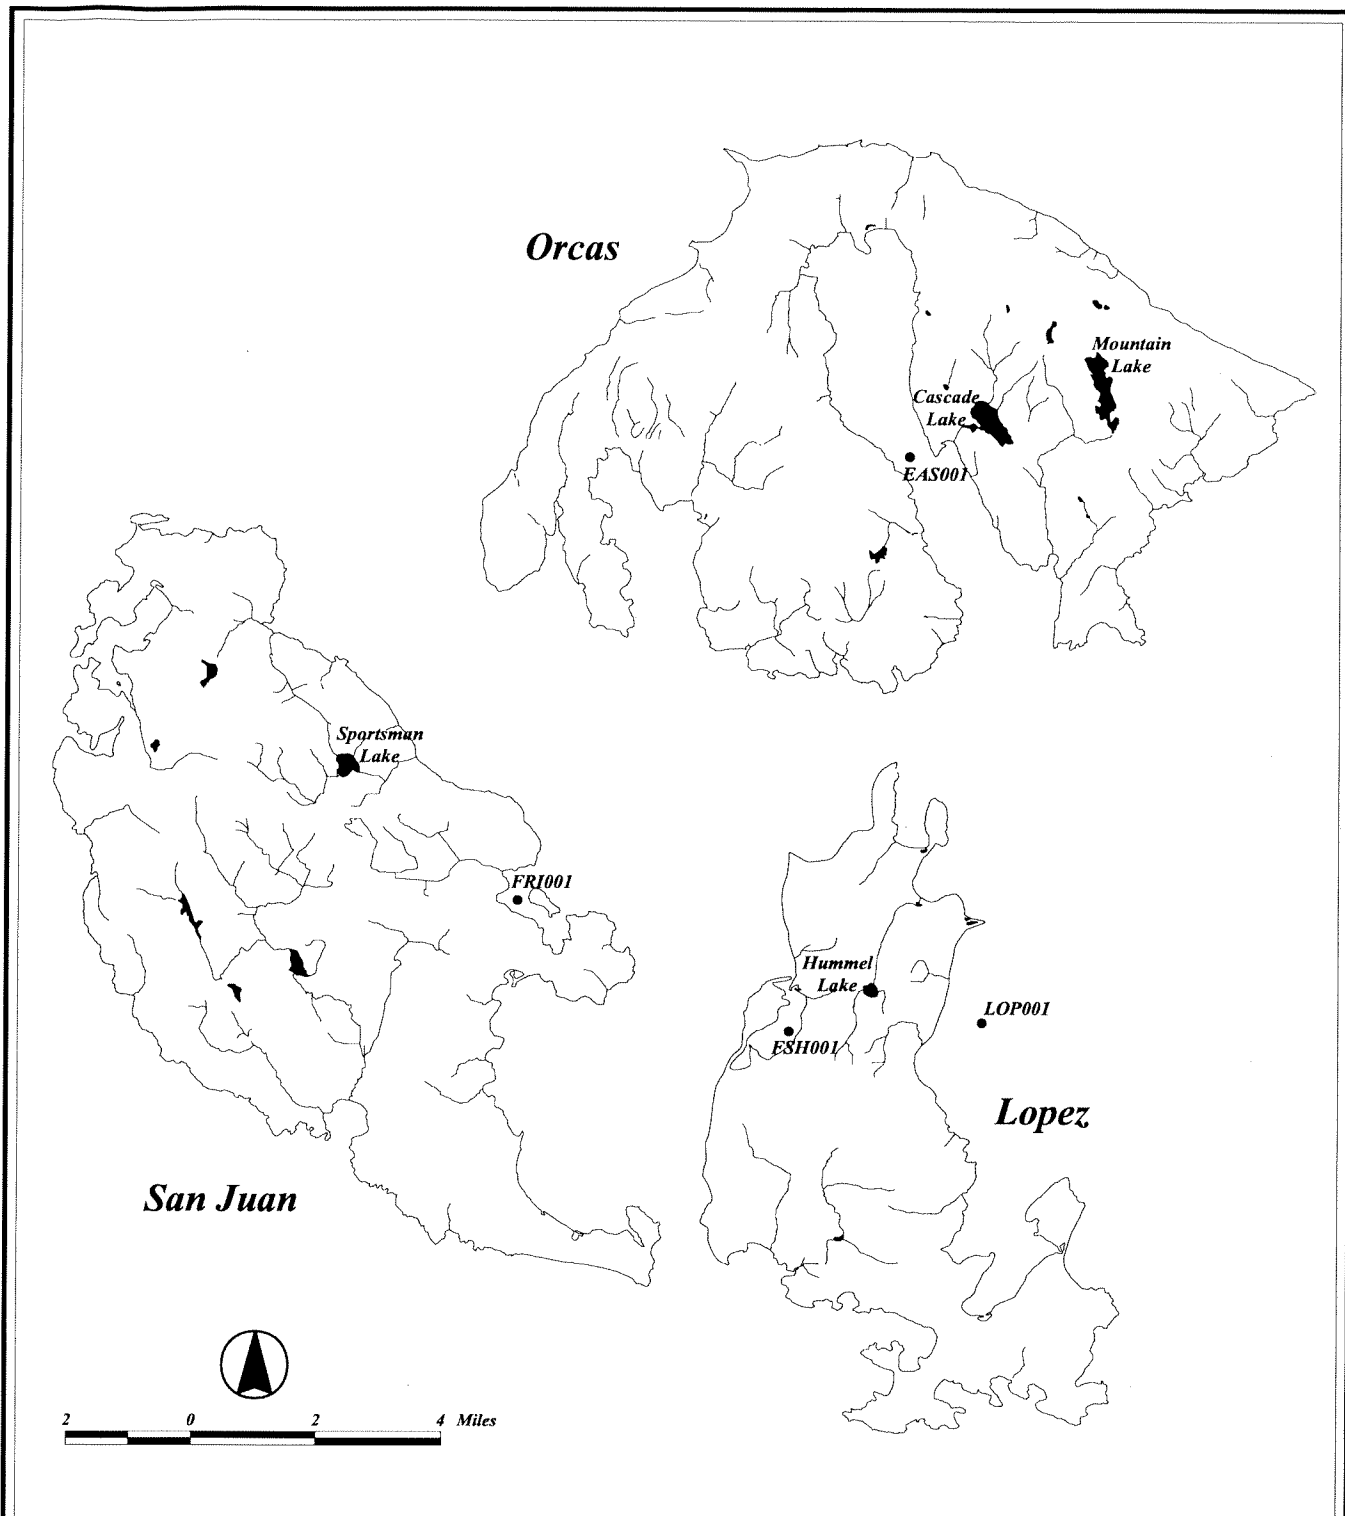 Orcas
Mountain
Lake
Cascade
Lake
EAS001
Sportsman
Lake
FRI001
Hummel
Lake
LOP001
FSH001
Lopez
San Juan
2 0 2 4 Miles